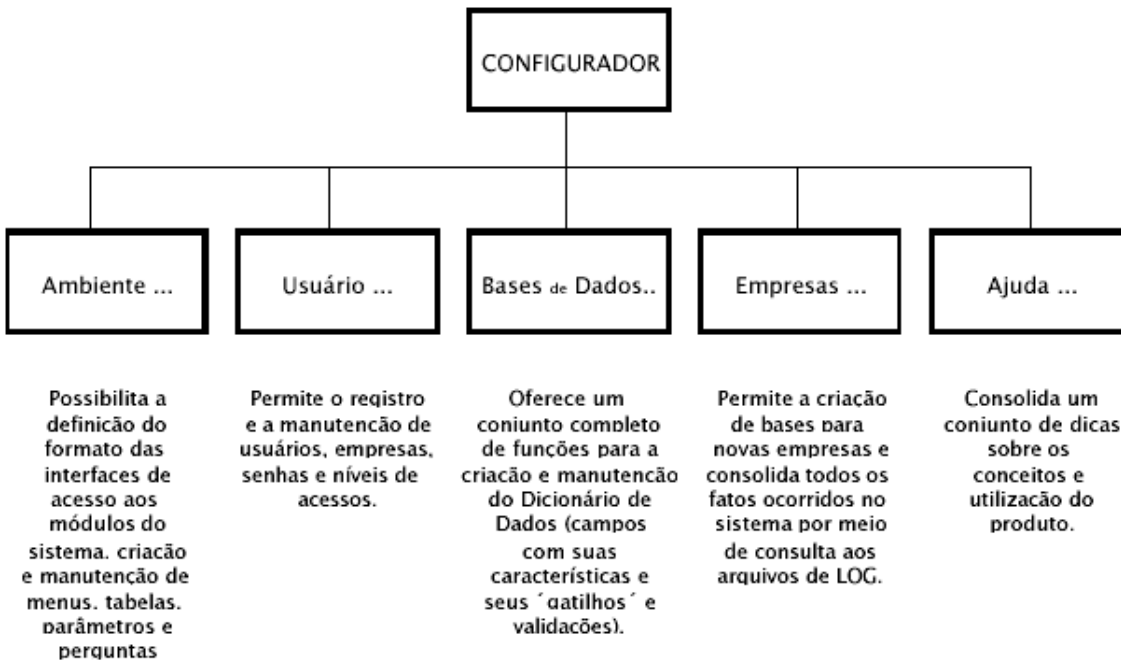 CONFIGURADOR
Ambiente ...
Usuário ...
Bases de Dados..
Empresas ...
Ajuda ...
Possibilita a
definição do
formato das
interfaces de
acesso aos
módulos do
sistema, criação
e manutenção de
menus, tabelas,
parâmetros e
perguntas
Permite o registro
e a manutenção de
usuários, empresas,
senhas e níveis de
acessos.
Oferece um
conjunto completo
de funções para a
criação e manutenção
do Dicionário de
Dados (campos
com suas
características e
seus ´gatilhos´ e
validações).
Permite a criação
de bases para
novas empresas e
consolida todos os
fatos ocorridos no
sistema por meio
de consulta aos
arquivos de LOG.
Consolida um
conjunto de dicas
sobre os
conceitos e
utilização do
produto.